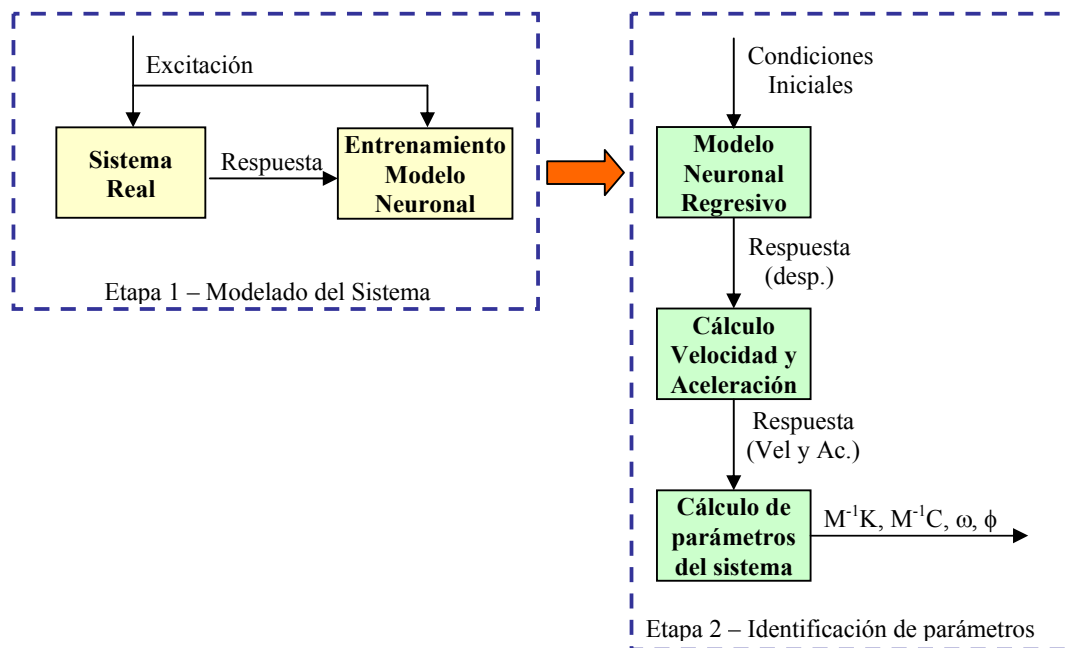 Excitación
Sistema
Real
Respuesta
Entrenamiento
Modelo
Neuronal
Etapa 1 – Modelado del Sistema
Condiciones
Iniciales
Modelo
Neuronal
Regresivo
Respuesta
(desp.)
Cálculo
Velocidad y
Aceleración
Respuesta
(Vel y Ac.)
Cálculo de
parámetros
del sistema
M⁻¹K, M⁻¹C, ω, ϕ
Etapa 2 – Identificación de parámetros